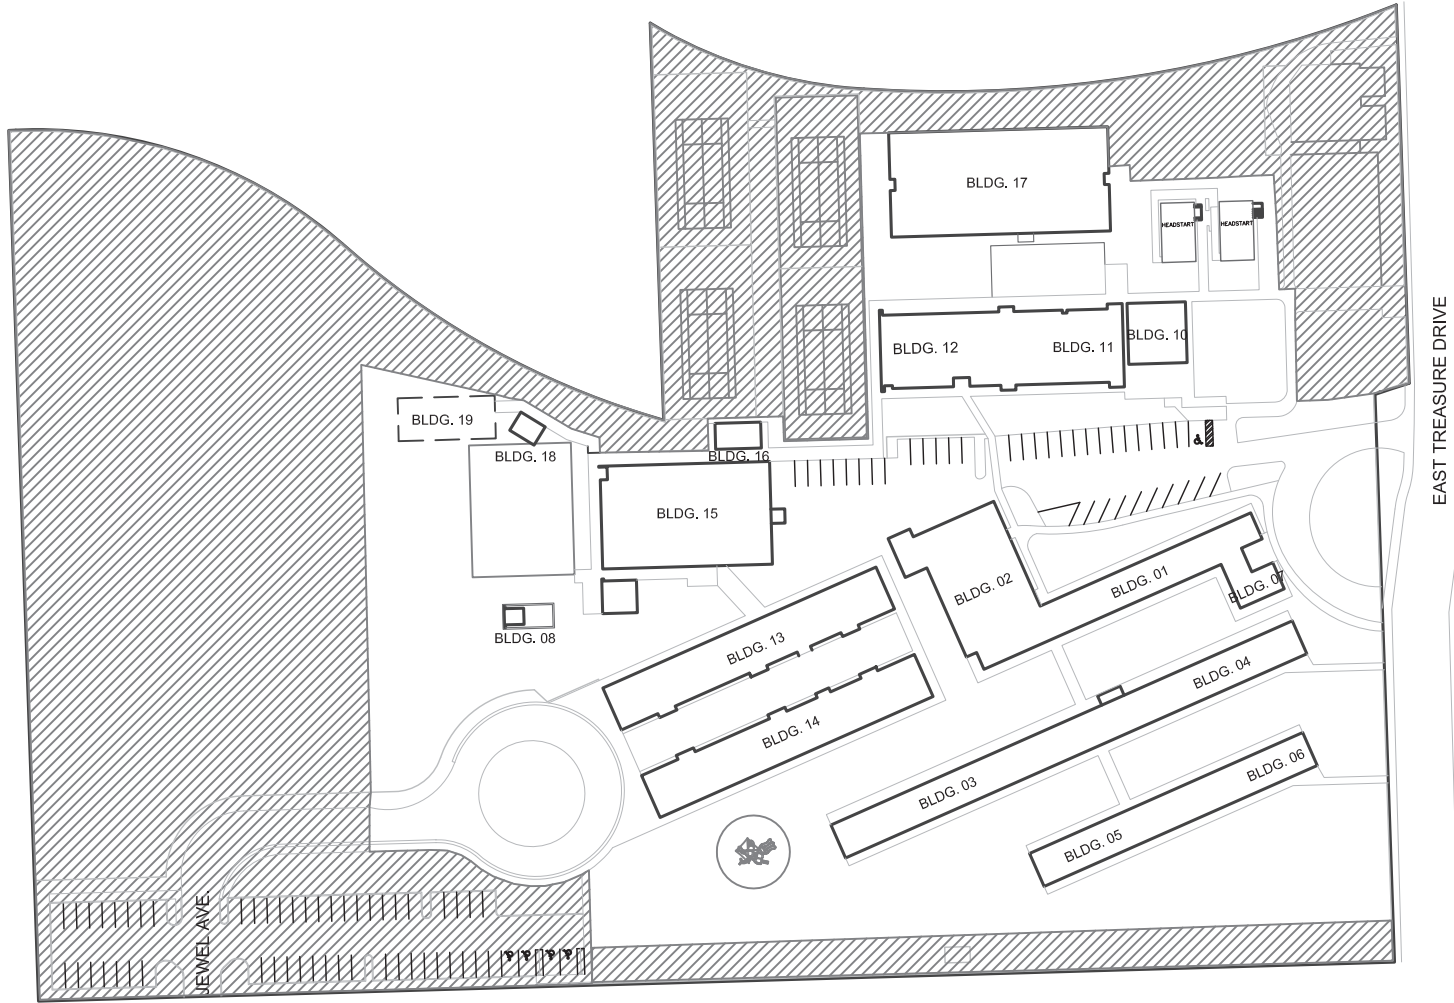 BLDG. 17
HEADSTART
HEADSTART
EAST TREASURE DRIVE
BLDG. 12
BLDG. 11
BLDG. 10
BLDG. 19
BLDG. 18
BLDG. 16
BLDG. 15
BLDG. 02
BLDG. 01
BLDG. 07
BLDG. 08
BLDG. 13
BLDG. 04
BLDG. 14
BLDG. 03
BLDG. 06
BLDG. 05
JEWEL AVE.